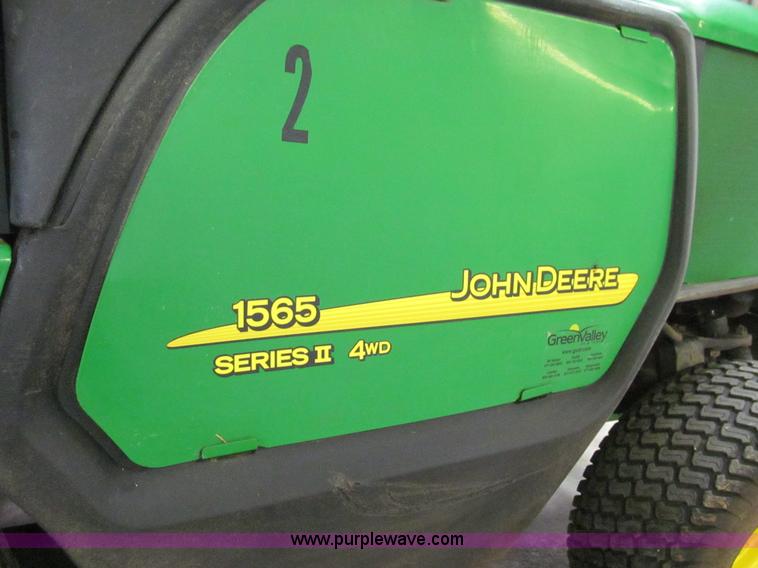 2
1565
JOHN DEERE
SERIES II 4WD
GreenValley
www.purplewave.com